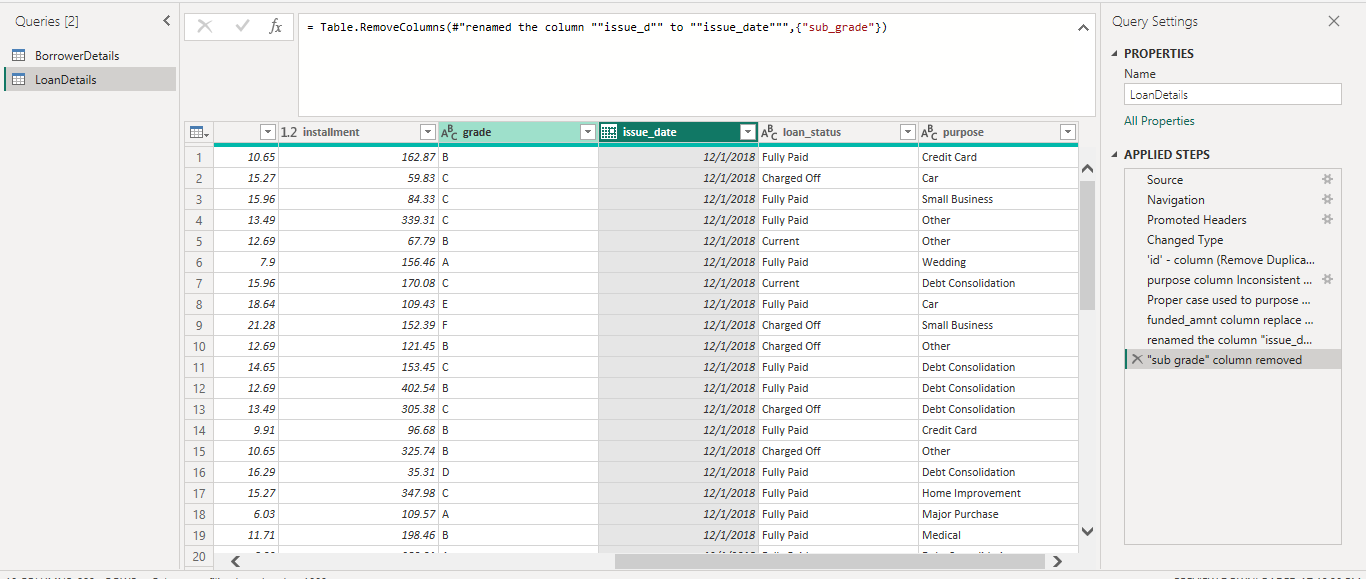 Queries [2]
BorrowerDetails
LoanDetails
fx
= Table.RemoveColumns(#"renamed the column ""issue_d"" to ""issue_date""",{"sub_grade"})
1.2 installment ABC grade issue_date ABC loan_status ABC purpose
1 10.65 162.87 B 12/1/2018 Fully Paid Credit Card
2 15.27 59.83 C 12/1/2018 Charged Off Car
3 15.96 84.33 C 12/1/2018 Fully Paid Small Business
4 13.49 339.31 C 12/1/2018 Fully Paid Other
5 12.69 67.79 B 12/1/2018 Current Other
6 7.9 156.46 A 12/1/2018 Fully Paid Wedding
7 15.96 170.08 C 12/1/2018 Current Debt Consolidation
8 18.64 109.43 E 12/1/2018 Fully Paid Car
9 21.28 152.39 F 12/1/2018 Charged Off Small Business
10 12.69 121.45 B 12/1/2018 Charged Off Other
11 14.65 153.45 C 12/1/2018 Fully Paid Debt Consolidation
12 12.69 402.54 B 12/1/2018 Fully Paid Debt Consolidation
13 13.49 305.38 C 12/1/2018 Charged Off Debt Consolidation
14 9.91 96.68 B 12/1/2018 Fully Paid Credit Card
15 10.65 325.74 B 12/1/2018 Charged Off Other
16 16.29 35.31 D 12/1/2018 Fully Paid Debt Consolidation
17 15.27 347.98 C 12/1/2018 Fully Paid Home Improvement
18 6.03 109.57 A 12/1/2018 Fully Paid Major Purchase
19 11.71 198.46 B 12/1/2018 Fully Paid Medical
20
Query Settings
PROPERTIES
Name
LoanDetails
All Properties
APPLIED STEPS
Source
Navigation
Promoted Headers
Changed Type
'id' - column (Remove Duplica...
purpose column Inconsistent ...
Proper case used to purpose ...
funded_amnt column replace ...
renamed the column "issue_d...
"sub grade" column removed